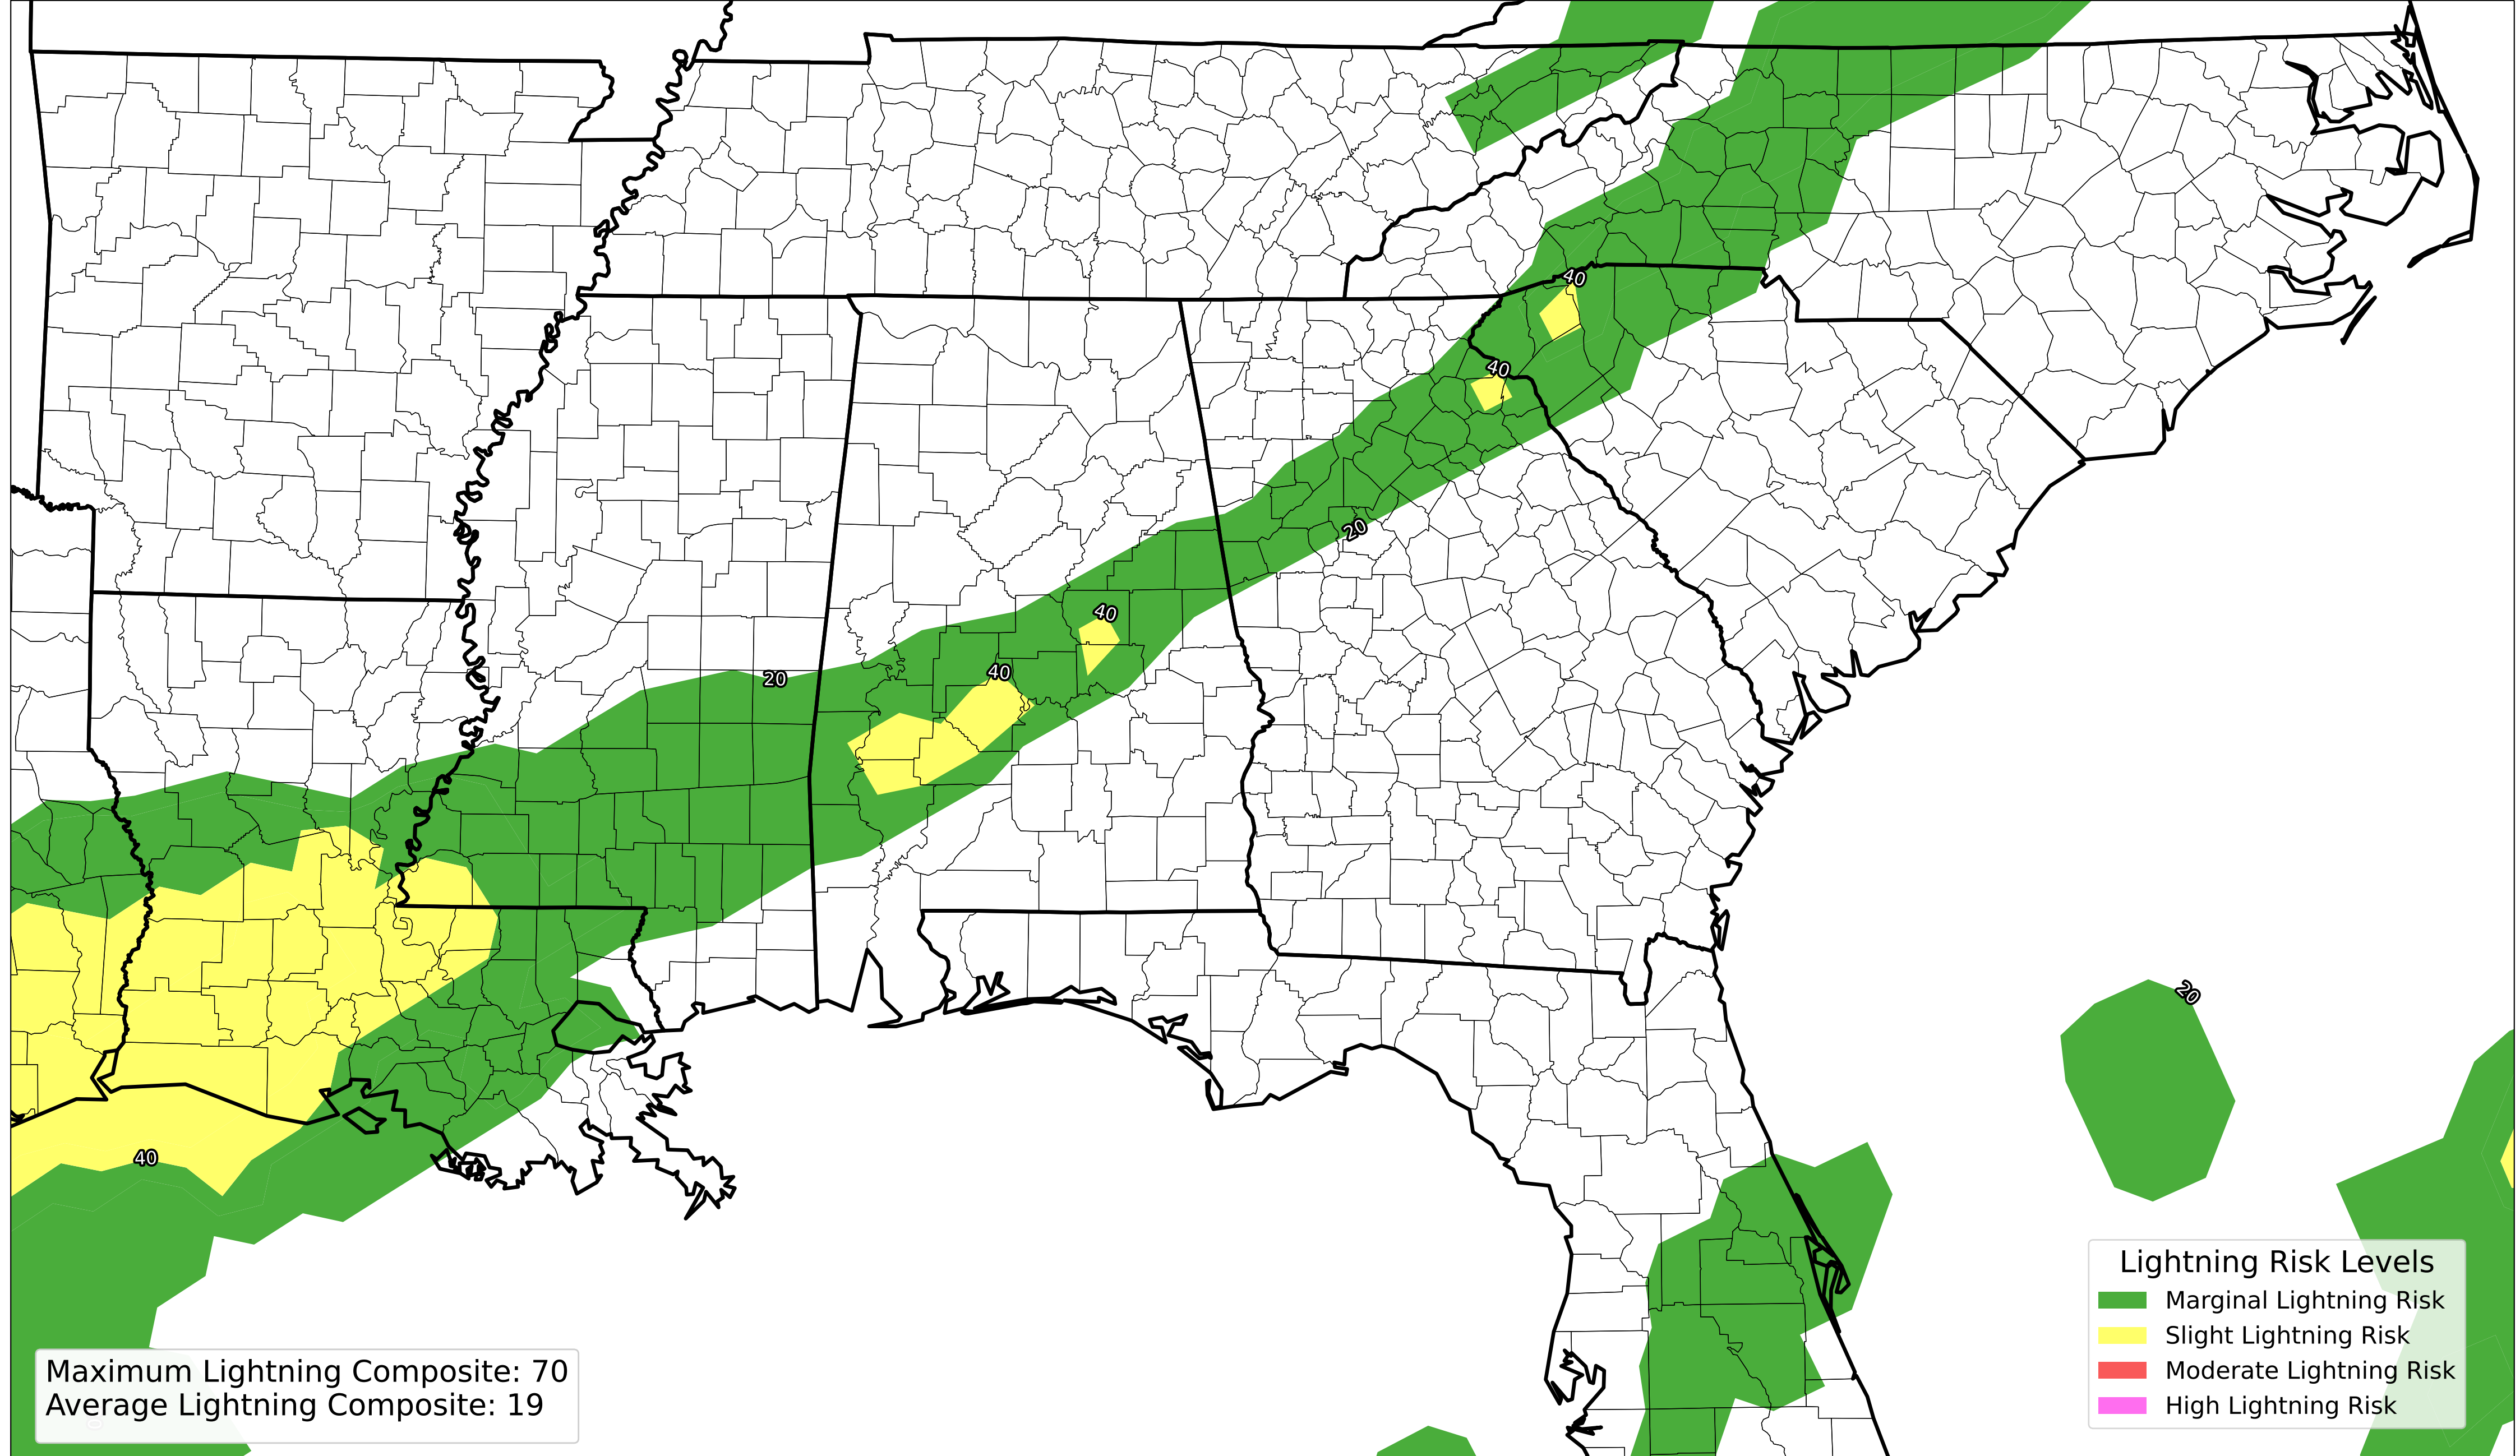 40
40
20
40
40
20
20
40
Maximum Lightning Composite: 70
Average Lightning Composite: 19
Lightning Risk Levels
Marginal Lightning Risk
Slight Lightning Risk
Moderate Lightning Risk
High Lightning Risk